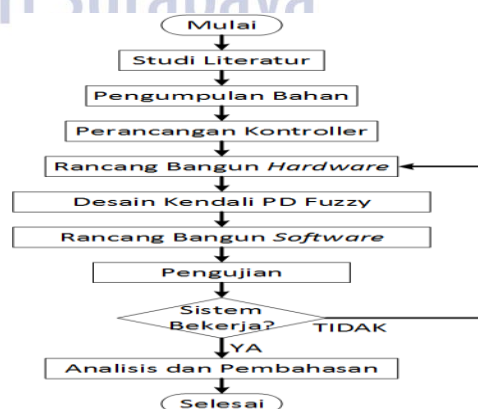 Surabaya
Mulai
Studi Literatur
Pengumpulan Bahan
Perancangan Kontroller
Rancang Bangun Hardware
Desain Kendali PD Fuzzy
Rancang Bangun Software
Pengujian
Sistem
Bekerja?
TIDAK
YA
Analisis dan Pembahasan
Selesai